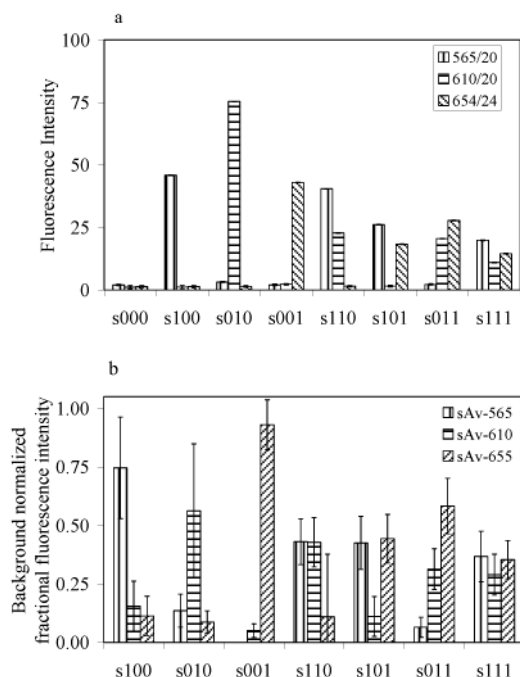 a
100
75
50
25
0
Fluorescence Intensity
565/20
610/20
654/24
s000 s100 s010 s001 s110 s101 s011 s111
b
1.00
0.75
0.50
0.25
0.00
Background normalized
fractional fluorescence intensity
sAv-565
sAv-610
sAv-655
s100 s010 s001 s110 s101 s011 s111